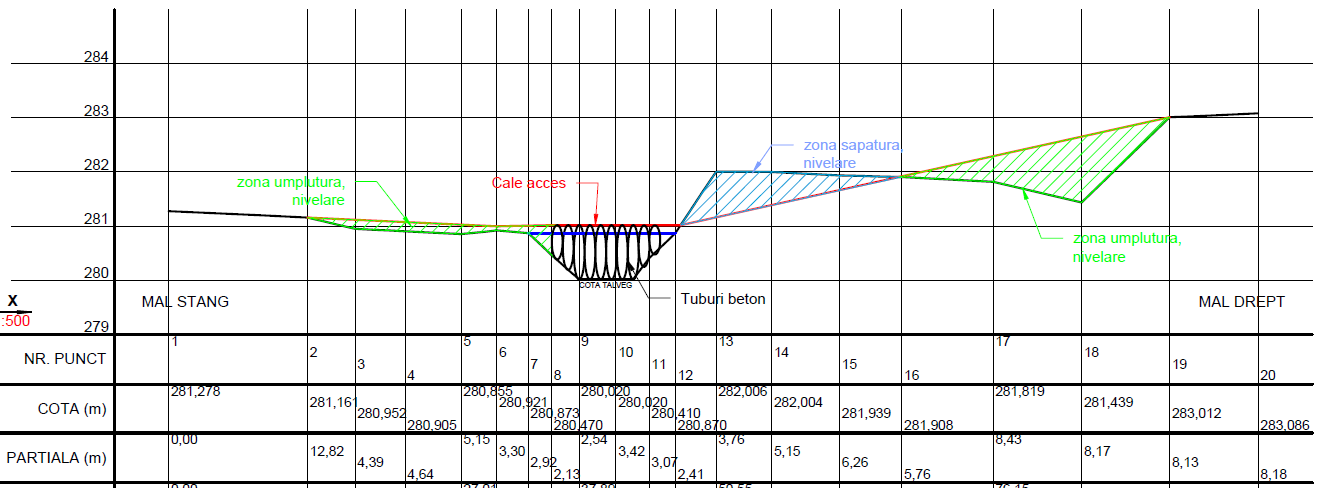 284
283
282
281
280
279
zona umplutura,
nivelare
Cale acces
zona sapatura,
nivelare
zona umplutura,
nivelare
COTA TALVEG
Tuburi beton
MAL STANG
MAL DREPT
X
:500
NR. PUNCT
1 2 3 4 5 6 7 8 9 10 11 12 13 14 15 16 17 18 19 20
COTA (m)
281,278 281,161 280,952 280,905 280,855 280,921 280,873 280,470 280,020 280,020 280,410 280,870 282,006 282,004 281,939 281,908 281,819 281,439 283,012 283,086
PARTIALA (m)
0,00 12,82 4,39 4,64 5,15 3,30 2,92 2,13 2,54 3,42 3,07 2,41 3,76 5,15 6,26 5,76 8,43 8,17 8,13 8,18